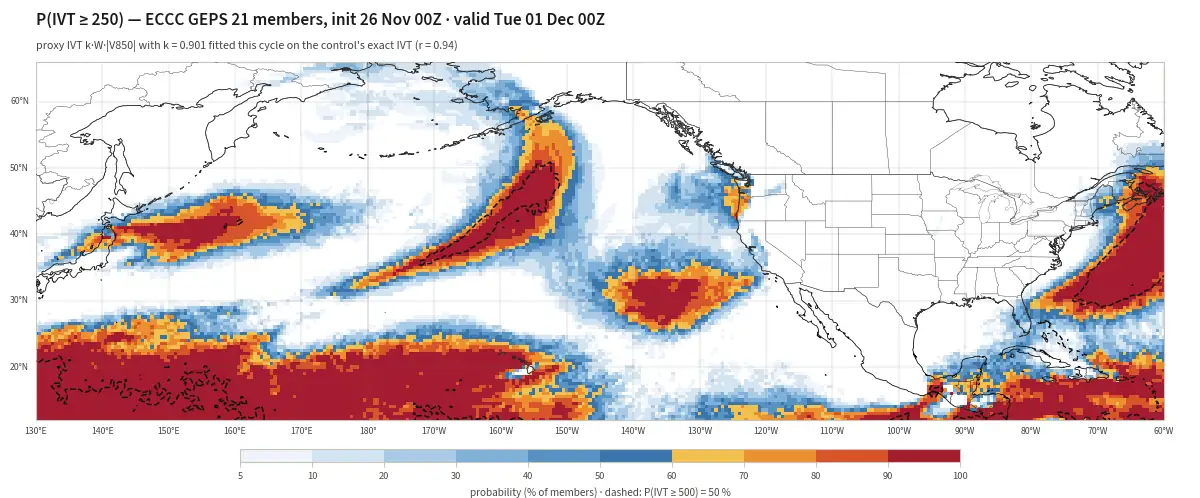 P(IVT ≥ 250) — ECCC GEPS 21 members, init 26 Nov 00Z · valid Tue 01 Dec 00Z
proxy IVT k·W·|V850| with k = 0.901 fitted this cycle on the control's exact IVT (r = 0.94)
60°N
50°N
40°N
30°N
20°N
130°E 140°E 150°E 160°E 170°E 180° 170°W 160°W 150°W 140°W 130°W 120°W 110°W 100°W 90°W 80°W 70°W 60°W
5 10 20 30 40 50 60 70 80 90 100
probability (% of members) · dashed: P(IVT ≥ 500) = 50 %